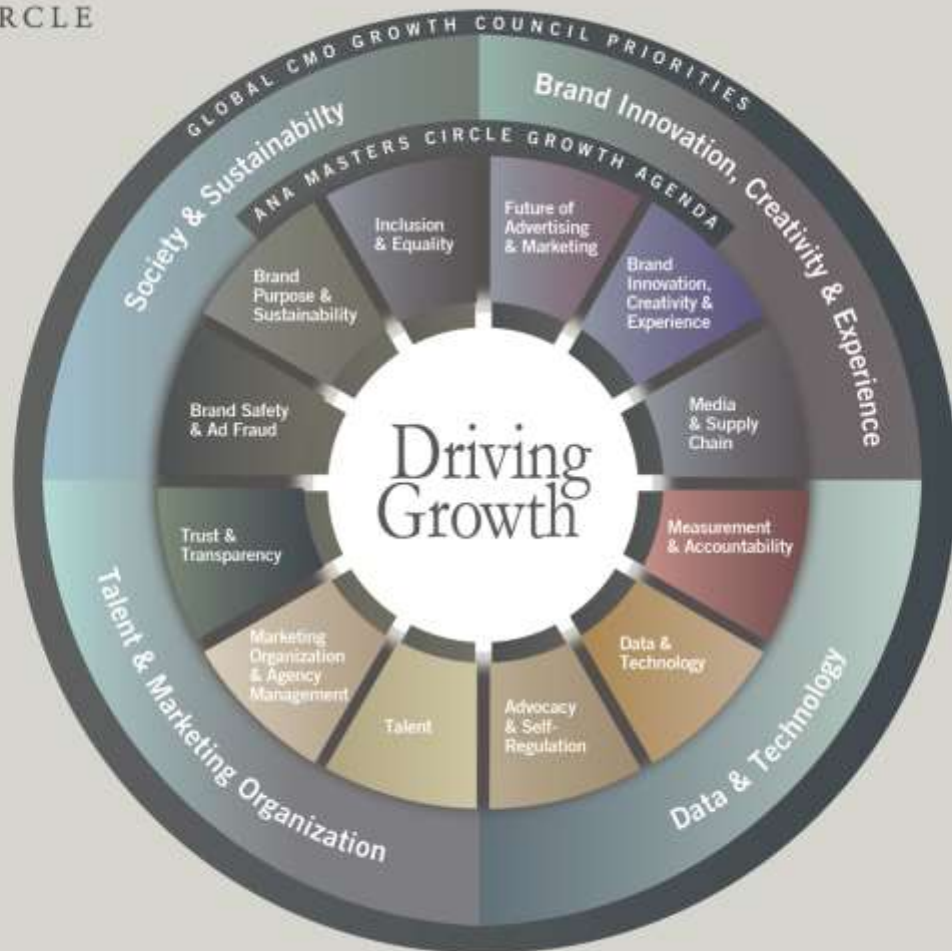 RCLE
GLOBAL CMO GROWTH COUNCIL PRIORITIES
Society & Sustainabilty
Brand Innovation, Creativity & Experience
ANA MASTERS CIRCLE GROWTH AGENDA
Inclusion
& Equality
Future of
Advertising
& Marketing
Brand
Purpose &
Sustainability
Brand
Innovation,
Creativity &
Experience
Brand Safety
& Ad Fraud
Media
& Supply
Chain
Driving
Growth
Trust &
Transparency
Measurement
& Accountability
Marketing
Organization
& Agency
Management
Data &
Technology
Talent
Advocacy
& Self-
Regulation
Talent & Marketing Organization
Data & Technology